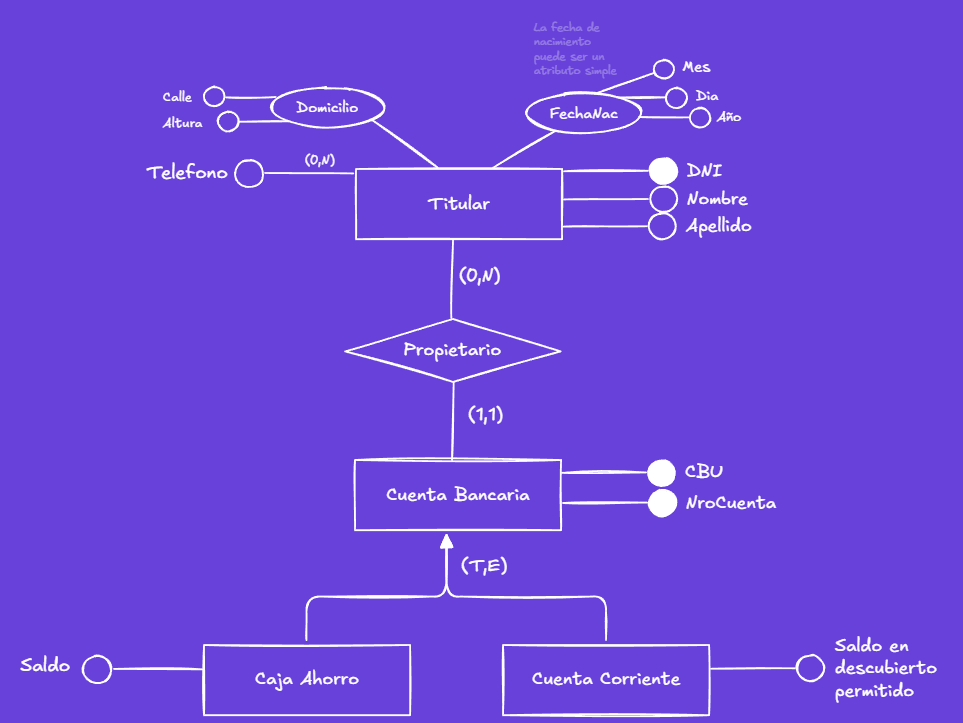 La fecha de
nacimiento
puede ser un
atributo simple
Mes
Calle
Domicilio
Dia
FechaNac
Año
Altura
(0,N)
Telefono
DNI
Titular
Nombre
Apellido
(0,N)
Propietario
(1,1)
CBU
Cuenta Bancaria
NroCuenta
(T,E)
Saldo
Caja Ahorro
Cuenta Corriente
Saldo en
descubierto
permitido